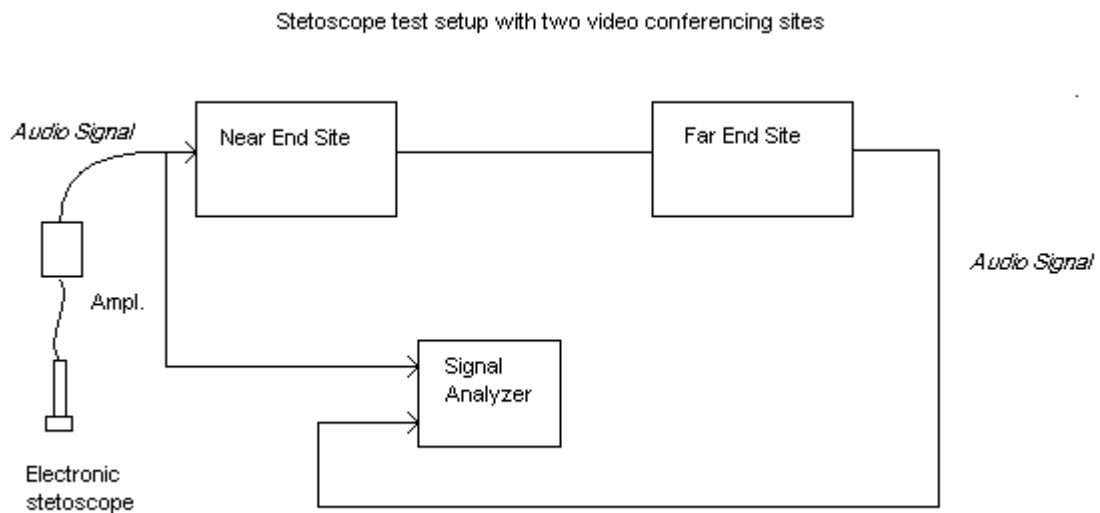 Stetoscope test setup with two video conferencing sites
Audio Signal
Near End Site
Far End Site
Audio Signal
Ampl.
Signal
Analyzer
Electronic
stetoscope